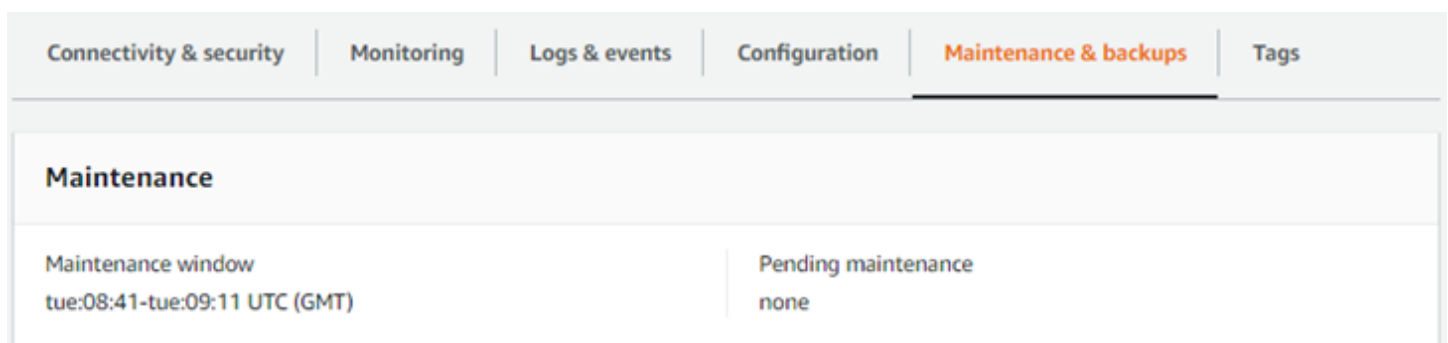 Connectivity & security Monitoring Logs & events Configuration Maintenance & backups Tags
Maintenance
Maintenance window Pending maintenance
tue:08:41-tue:09:11 UTC (GMT) none